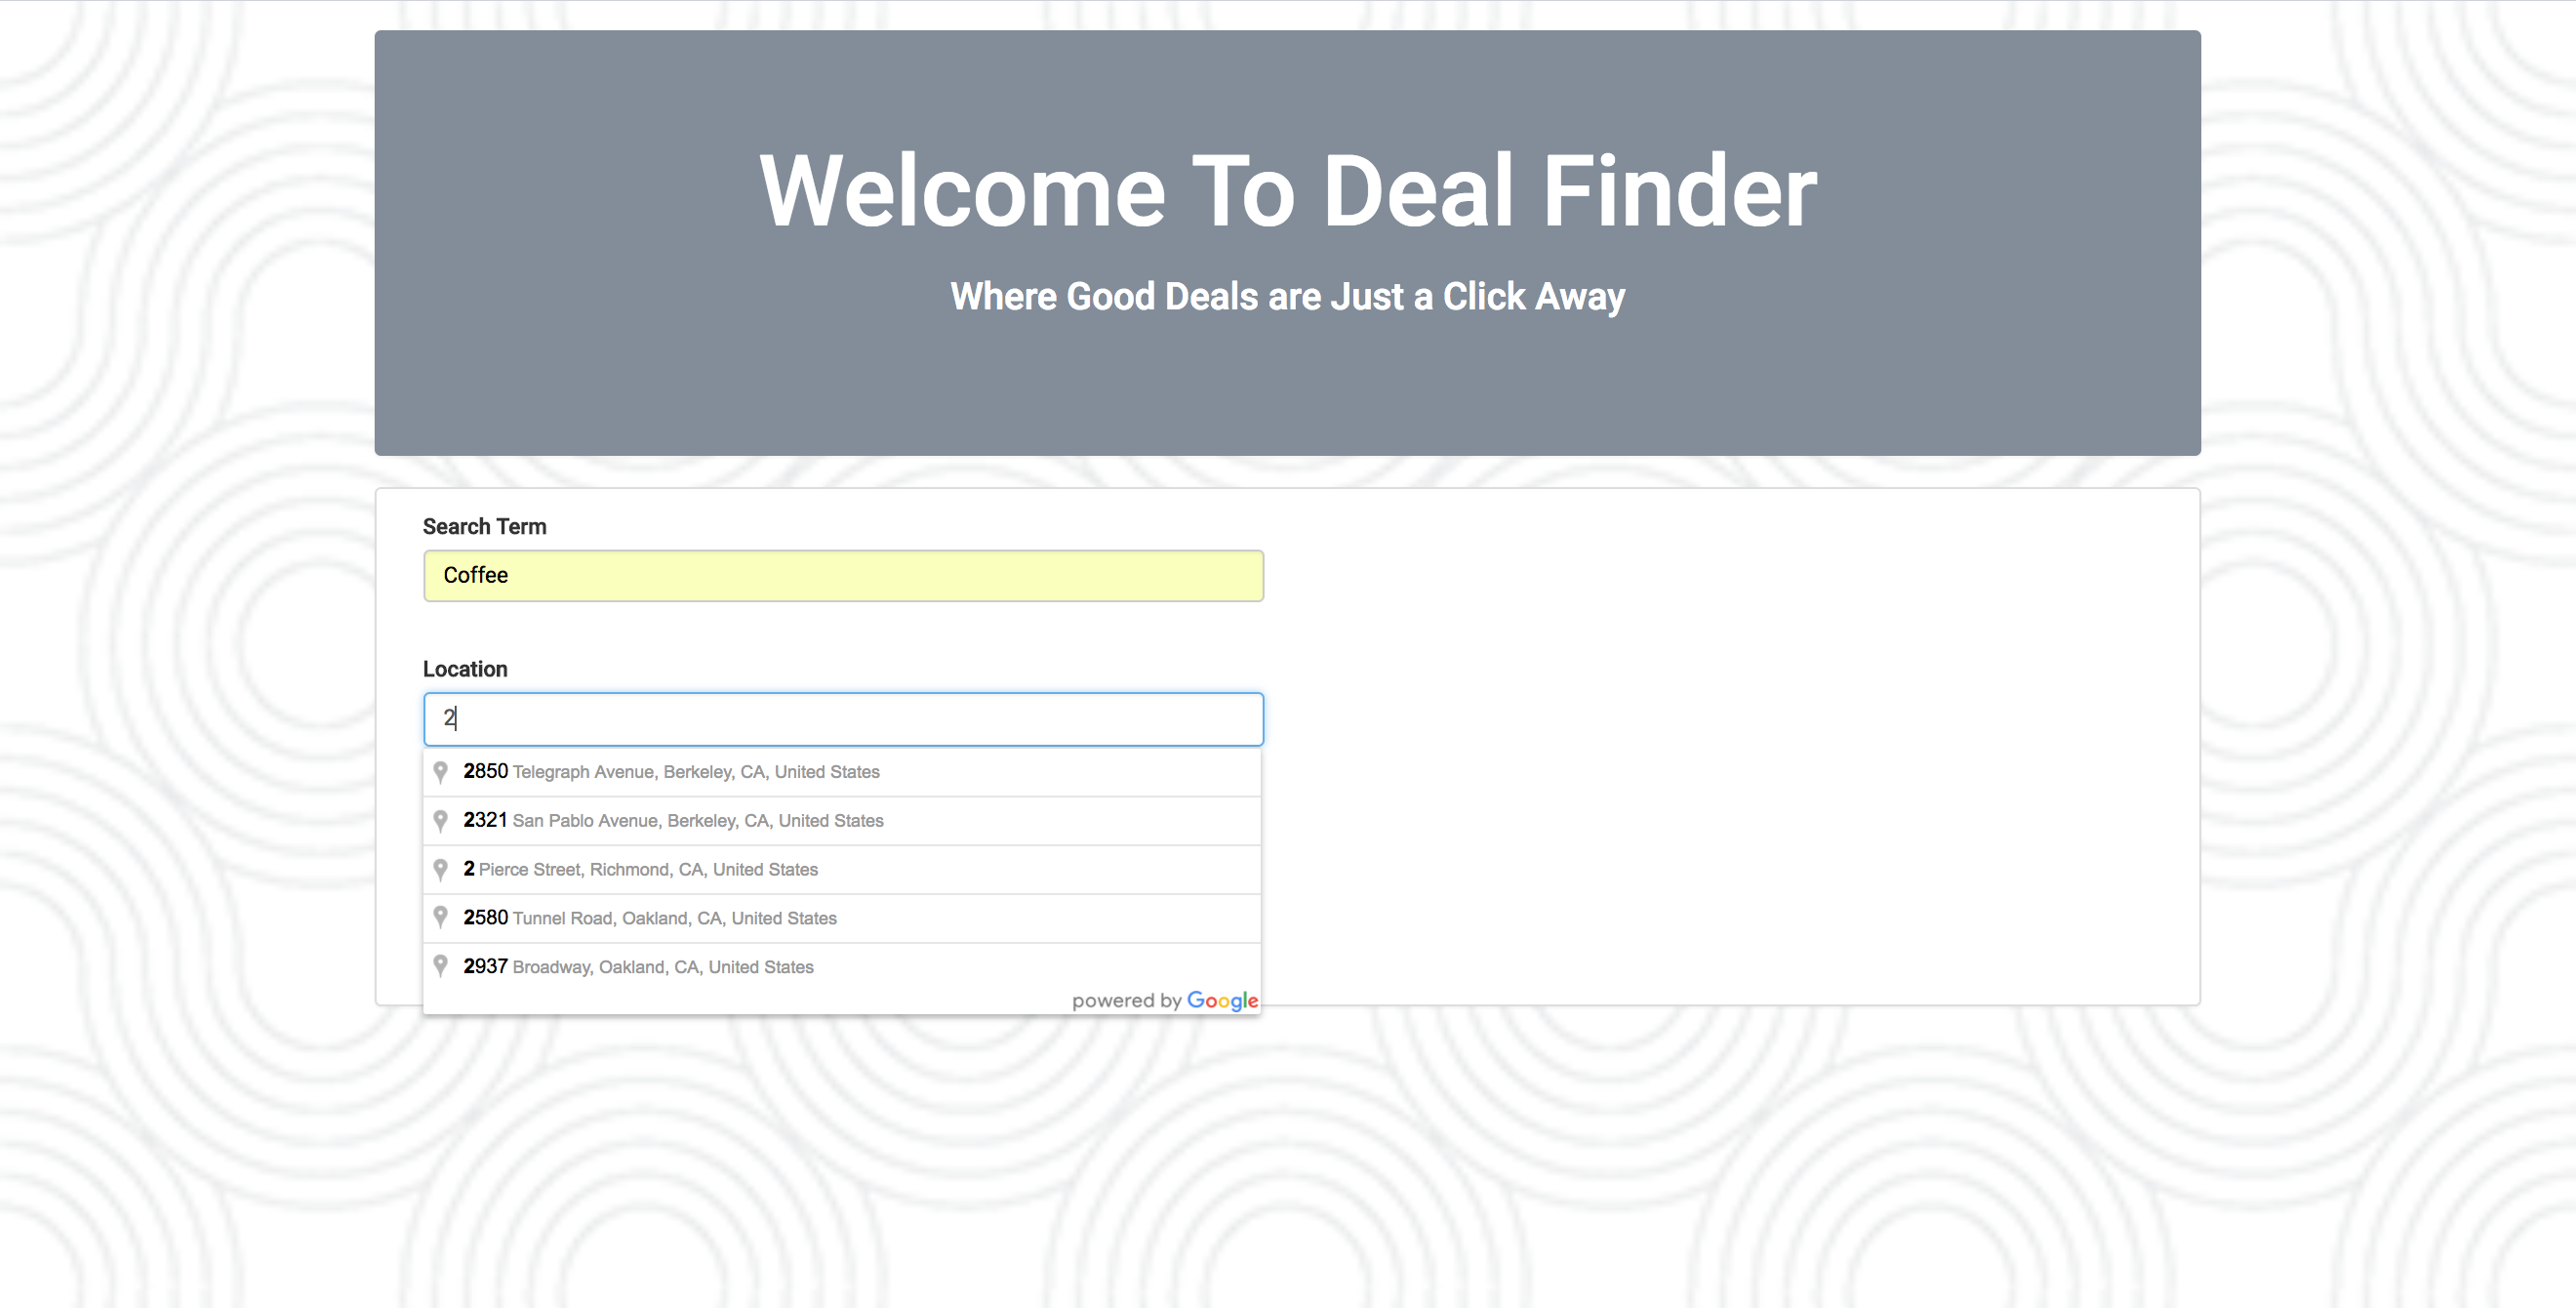 Welcome To Deal Finder
Where Good Deals are Just a Click Away
Search Term
Coffee
Location
2
2850 Telegraph Avenue, Berkeley, CA, United States
2321 San Pablo Avenue, Berkeley, CA, United States
2 Pierce Street, Richmond, CA, United States
2580 Tunnel Road, Oakland, CA, United States
2937 Broadway, Oakland, CA, United States
powered by Google